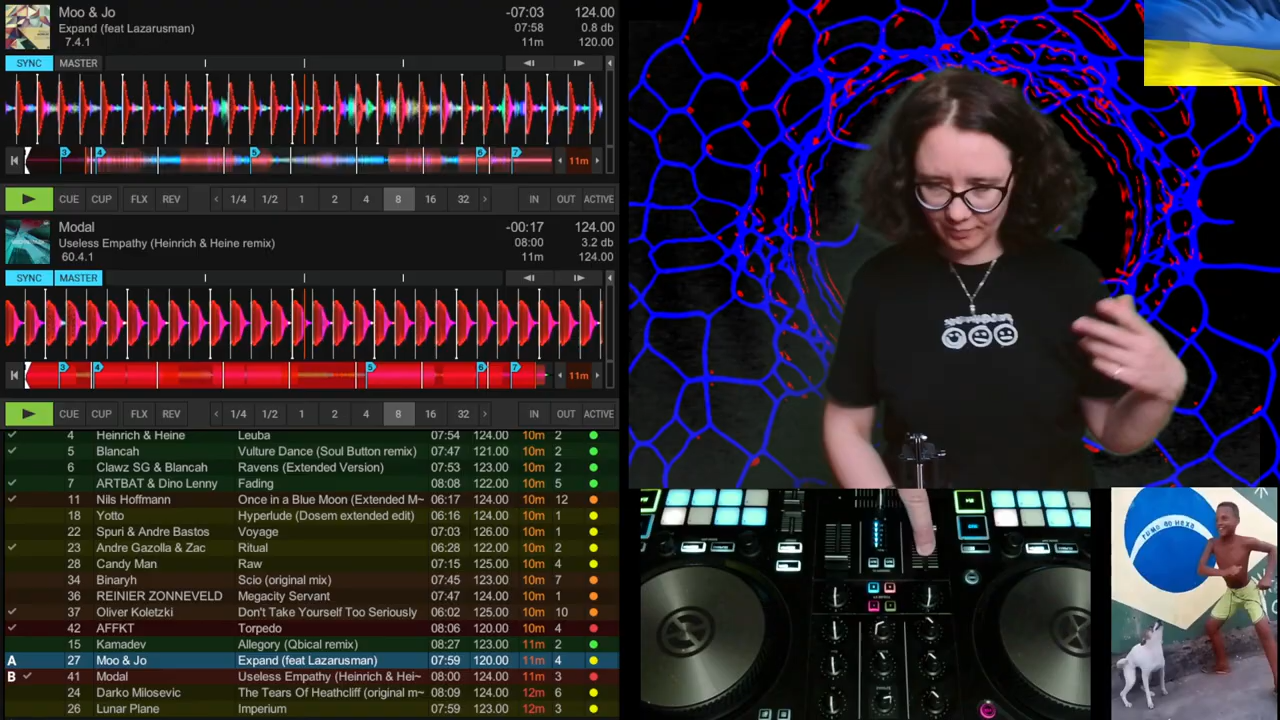 Moo & Jo -07:03 124.00
Expand (feat Lazarusman) 07:58 0.8 db
7.4.1 11m 120.00
SYNC MASTER
3 4 5 6 7 11m
CUE CUP FLX REV 1/4 1/2 1 2 4 8 16 32 IN OUT ACTIVE
Modal -00:17 124.00
Useless Empathy (Heinrich & Heine remix) 08:00 3.2 db
60.4.1 11m 124.00
SYNC MASTER
3 4 5 6 7 11m
CUE CUP FLX REV 1/4 1/2 1 2 4 8 16 32 IN OUT ACTIVE
4 Heinrich & Heine Leuba 07:54 124.00 10m 2
5 Blancah Vulture Dance (Soul Button remix) 07:47 121.00 10m 2
6 Clawz SG & Blancah Ravens (Extended Version) 07:53 123.00 10m 2
7 ARTBAT & Dino Lenny Fading 08:08 122.00 10m 5
11 Nils Hoffmann Once in a Blue Moon (Extended M~ 06:17 124.00 10m 12
18 Yotto Hyperlude (Dosem extended edit) 06:16 124.00 10m 1
22 Spuri & Andre Bastos Voyage 07:03 126.00 10m 1
23 Andre Gazolla & Zac Ritual 06:28 122.00 10m 2
28 Candy Man Raw 07:15 125.00 10m 4
34 Binaryh Scio (original mix) 07:45 123.00 10m 7
36 REINIER ZONNEVELD Megacity Servant 07:47 124.00 10m 1
37 Oliver Koletzki Don't Take Yourself Too Seriously 06:02 125.00 10m 10
42 AFFKT Torpedo 08:06 120.00 10m 4
15 Kamadev Allegory (Qbical remix) 08:27 123.00 11m 2
A 27 Moo & Jo Expand (feat Lazarusman) 07:59 120.00 11m 4
B 41 Modal Useless Empathy (Heinrich & Hei~ 08:00 124.00 11m 3
24 Darko Milosevic The Tears Of Heathcliff (original m~ 08:09 124.00 12m 6
26 Lunar Plane Imperium 07:59 123.00 12m 3
RUMO AO HEXA